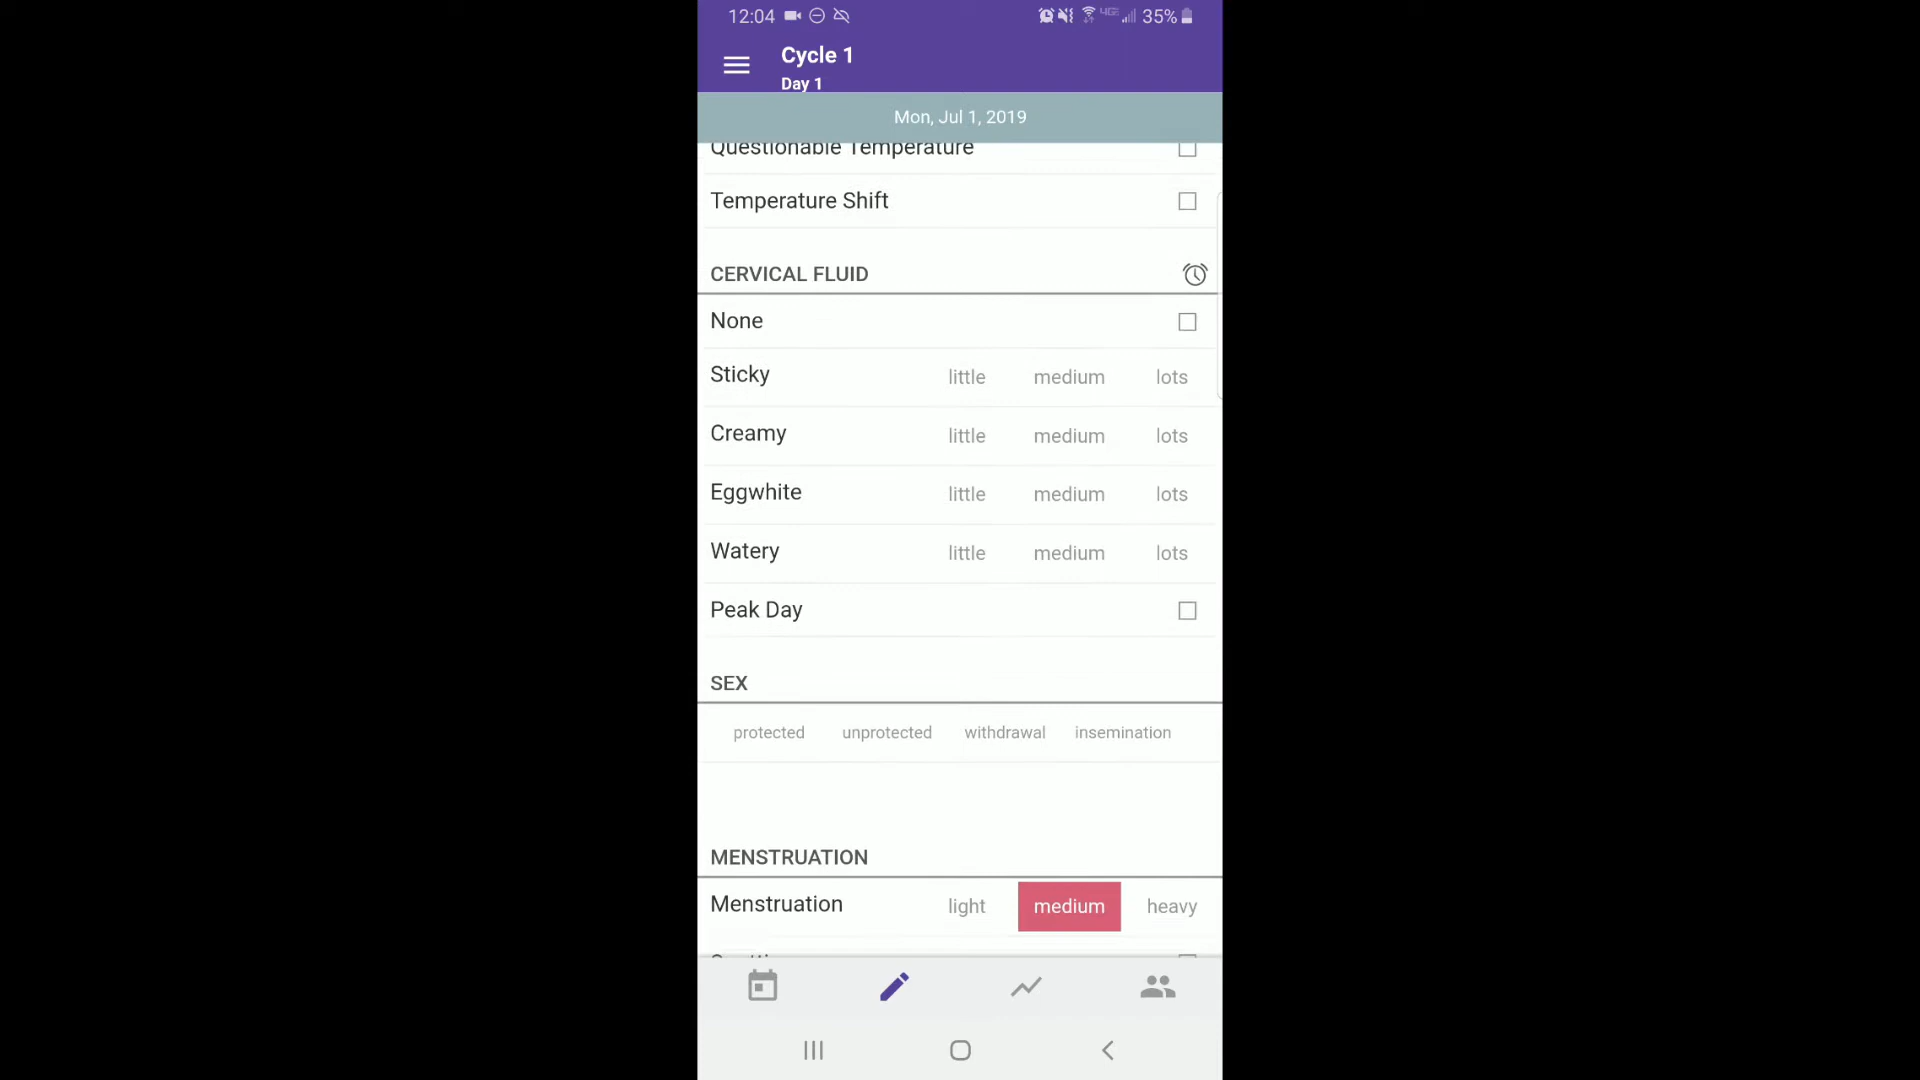 12:04 35%
Cycle 1
Day 1
Mon, Jul 1, 2019
Questionable Temperature
Temperature Shift
CERVICAL FLUID
None
Sticky little medium lots
Creamy little medium lots
Eggwhite little medium lots
Watery little medium lots
Peak Day
SEX
protected unprotected withdrawal insemination
MENSTRUATION
Menstruation light medium heavy